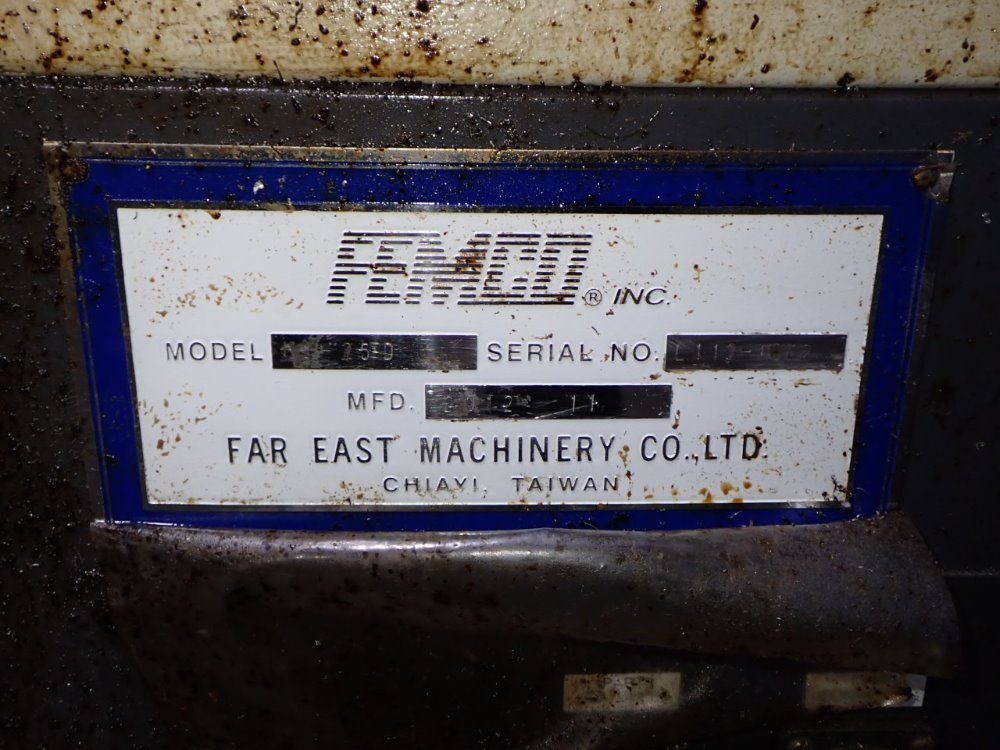 FEMCO ® INC.
MODEL SERIAL NO.
MFD.
FAR EAST MACHINERY CO.,LTD.
CHIAYI, TAIWAN